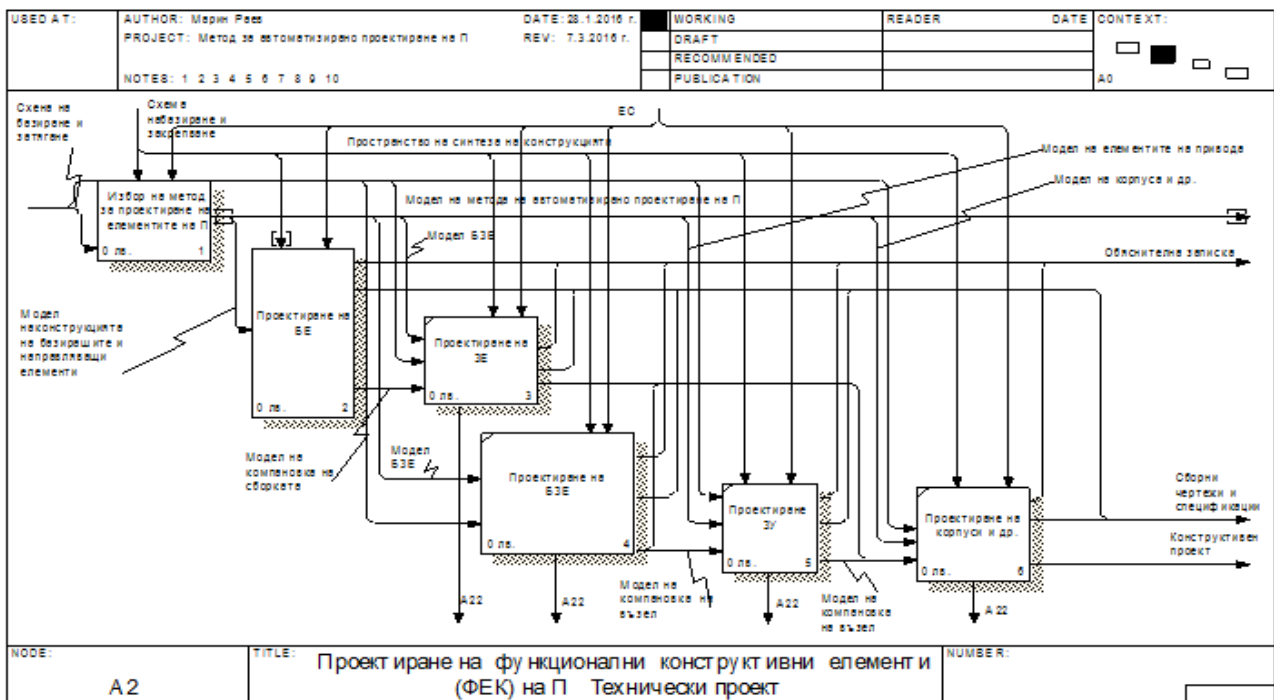 USED AT:
AUTHOR: Марин Раев
DATE: 28.1.2016 г.
PROJECT: Метод за автоматизирано проектиране на П
REV: 7.3.2016 г.
NOTES: 1 2 3 4 5 6 7 8 9 10
WORKING
DRAFT
RECOMMENDED
PUBLICATION
READER
DATE
CONTEXT:
A0
Схена на
базиране и
затягане
Схема
набазиране и
закрепване
ЕС
Пространство на синтеза на конструкцията
Модел на елементите на привода
Модел на корпуса и др.
Избор на метод
за проектиране на
елементите на П
0 лв.
1
Модел на метода на автоматизирано проектиране на П
Модел БЗЕ
Обяснителна записка
Модел
наконструкцията
на базиращите и
направляващи
елементи
Проектиране на
БЕ
0 лв.
2
Проектиране на
ЗЕ
0 лв.
3
Модел на
компановка на
сборката
Модел
БЗЕ
Проектиране на
БЗЕ
0 лв.
4
Проектиране
ЗУ
0 лв.
5
Проектиране на
корпуси и др.
0 лв.
6
Сборни
чертежи и
спецификации
Конструктивен
проект
A22
A22
Модел на
компановка на
възел
A22
Модел на
компановка
на възел
A22
NODE:
A2
TITLE:
Проектиране на функционални конструктивни елементи
(ФЕК) на П Технически проект
NUMBER: